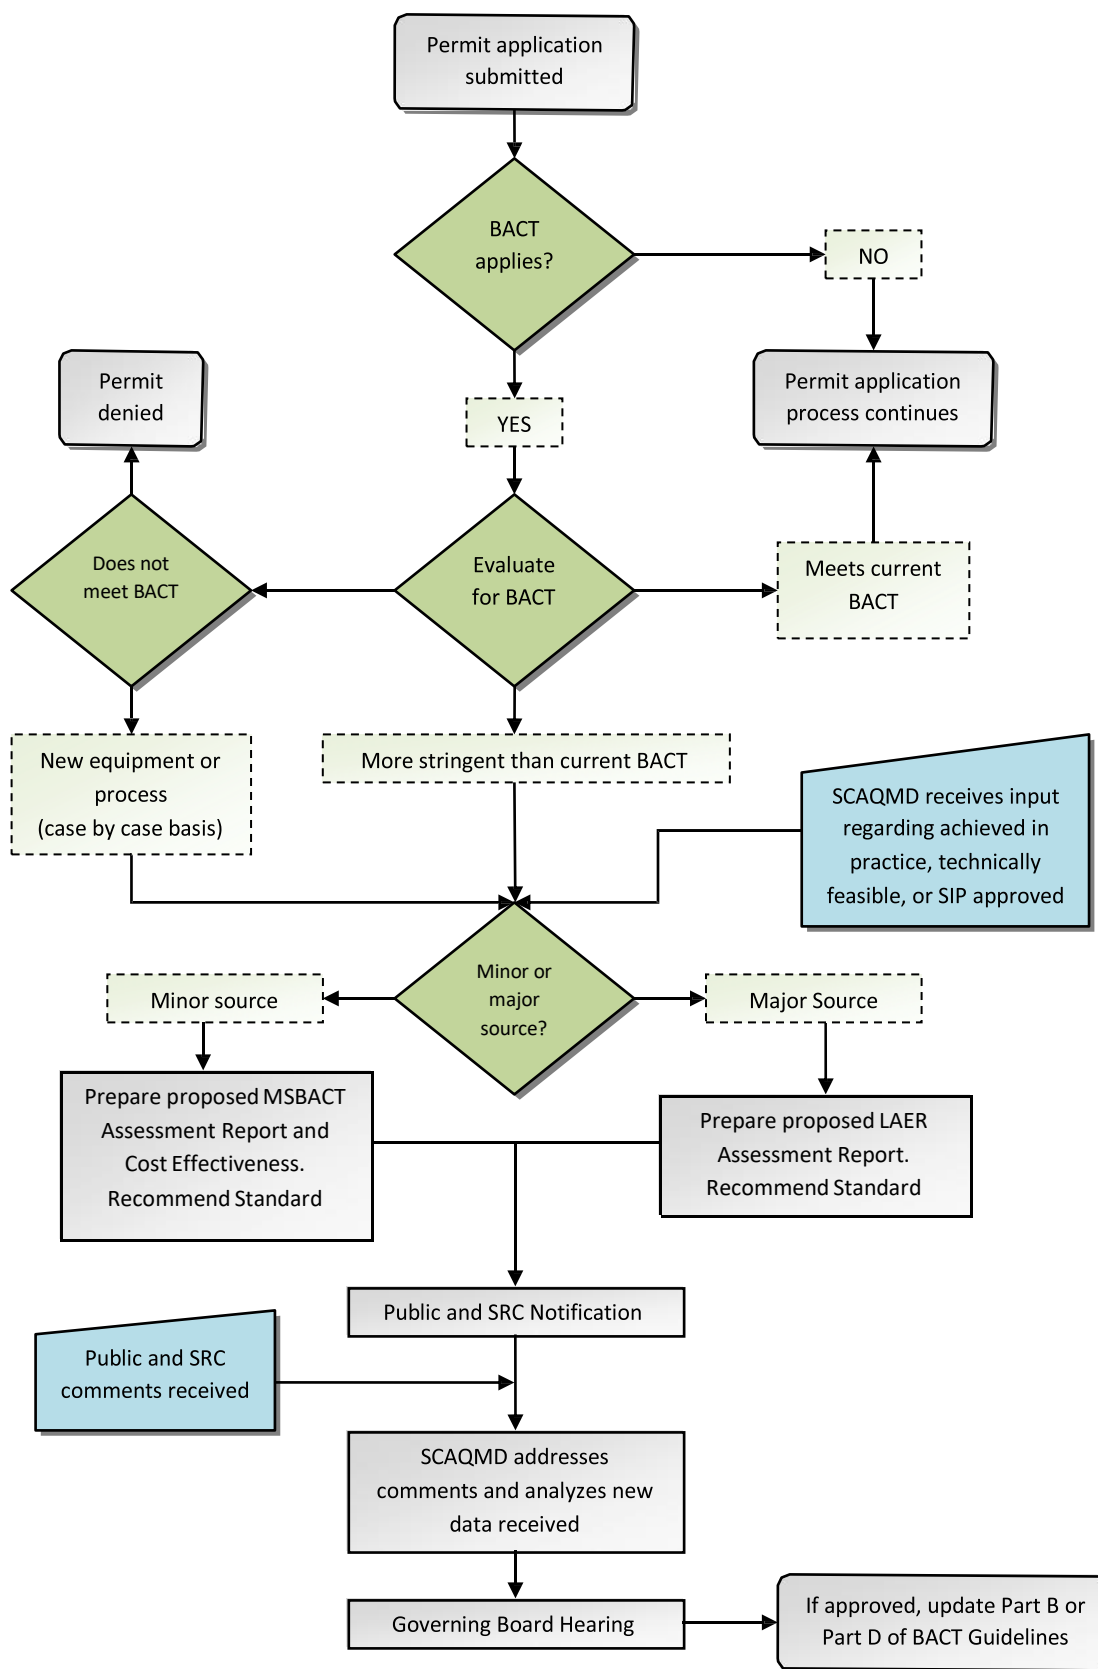 Permit application
submitted
BACT
applies?
NO
Permit
denied
YES
Permit application
process continues
Does not
meet BACT
Evaluate
for BACT
Meets current
BACT
New equipment or
process
(case by case basis)
More stringent than current BACT
SCAQMD receives input
regarding achieved in
practice, technically
feasible, or SIP approved
Minor source
Minor or
major
source?
Major Source
Prepare proposed MSBACT
Assessment Report and
Cost Effectiveness.
Recommend Standard
Prepare proposed LAER
Assessment Report.
Recommend Standard
Public and SRC Notification
Public and SRC
comments received
SCAQMD addresses
comments and analyzes new
data received
Governing Board Hearing
If approved, update Part B or
Part D of BACT Guidelines